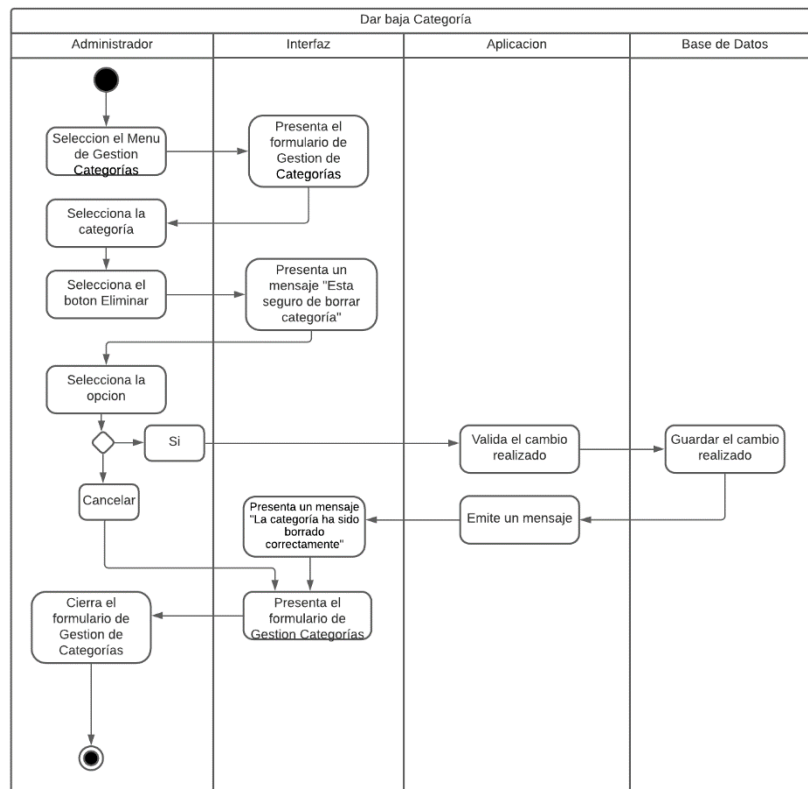 Dar baja Categoría
Administrador
Interfaz
Aplicacion
Base de Datos
Seleccion el Menu
de Gestion
Categorías
Presenta el
formulario de
Gestion de
Categorías
Selecciona la
categoría
Selecciona el
boton Eliminar
Presenta un
mensaje "Esta
seguro de borrar
categoría"
Selecciona la
opcion
Si
Valida el cambio
realizado
Guardar el cambio
realizado
Cancelar
Presenta un mensaje
"La categoría ha sido
borrado
correctamente"
Emite un mensaje
Cierra el
formulario de
Gestion de
Categorías
Presenta el
formulario de
Gestion Categorías